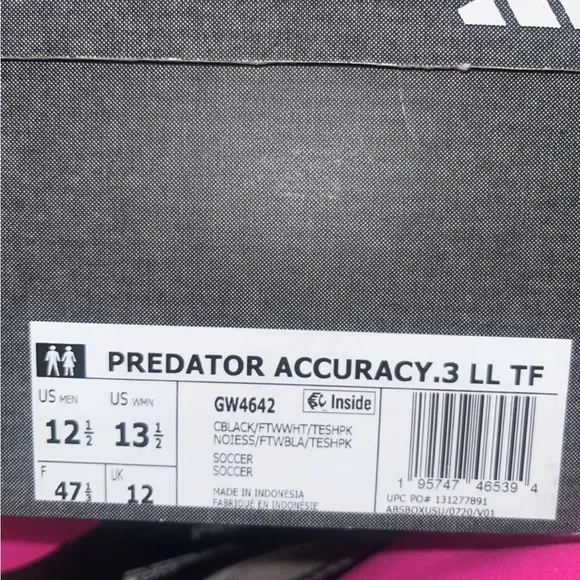 PREDATOR ACCURACY.3 LL TF
US MEN
12 ½
US WMN
13 ½
F
47 ⅓
UK
12
GW4642
Inside
CBLACK/FTWWHT/TESHPK
NOIESS/FTWBLA/TESHPK
SOCCER
SOCCER
MADE IN INDONESIA
FABRIQUÉ EN INDONÉSIE
1 95747 46539 4
UPC PO# 131277891
ABSBOXUSU/0720/V01